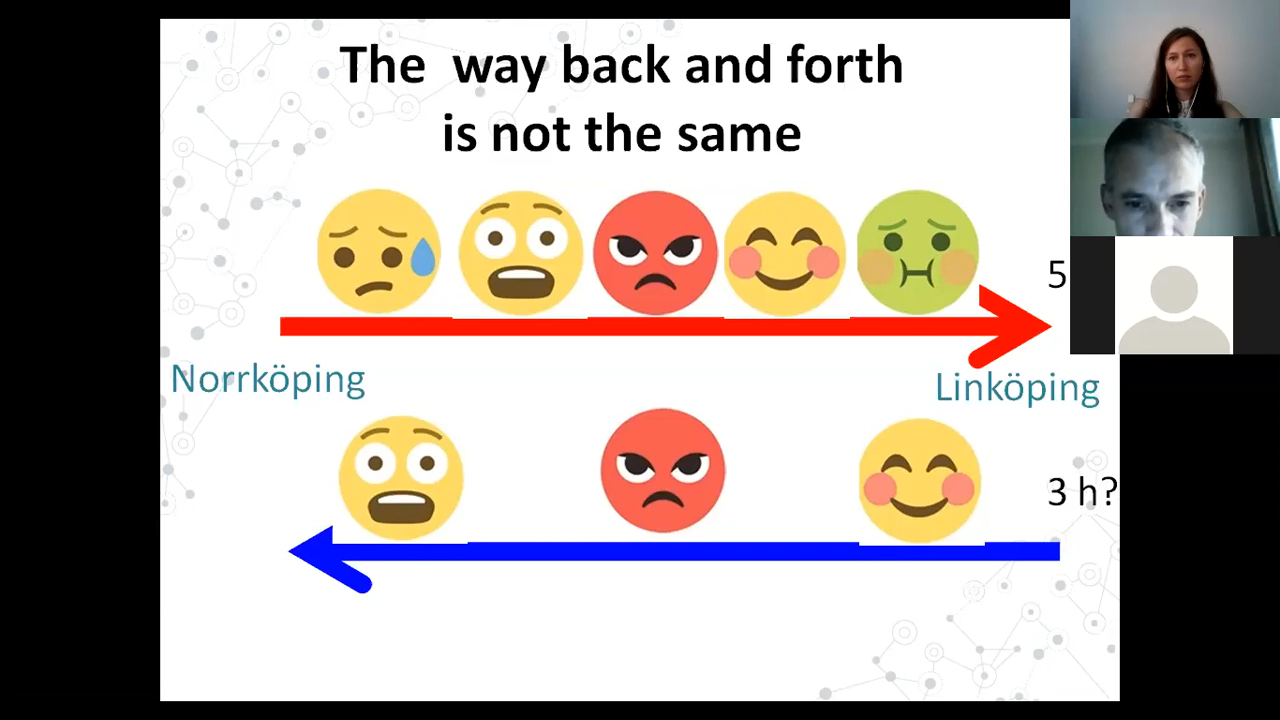 The way back and forth
is not the same
5
Norrköping
Linköping
3 h?